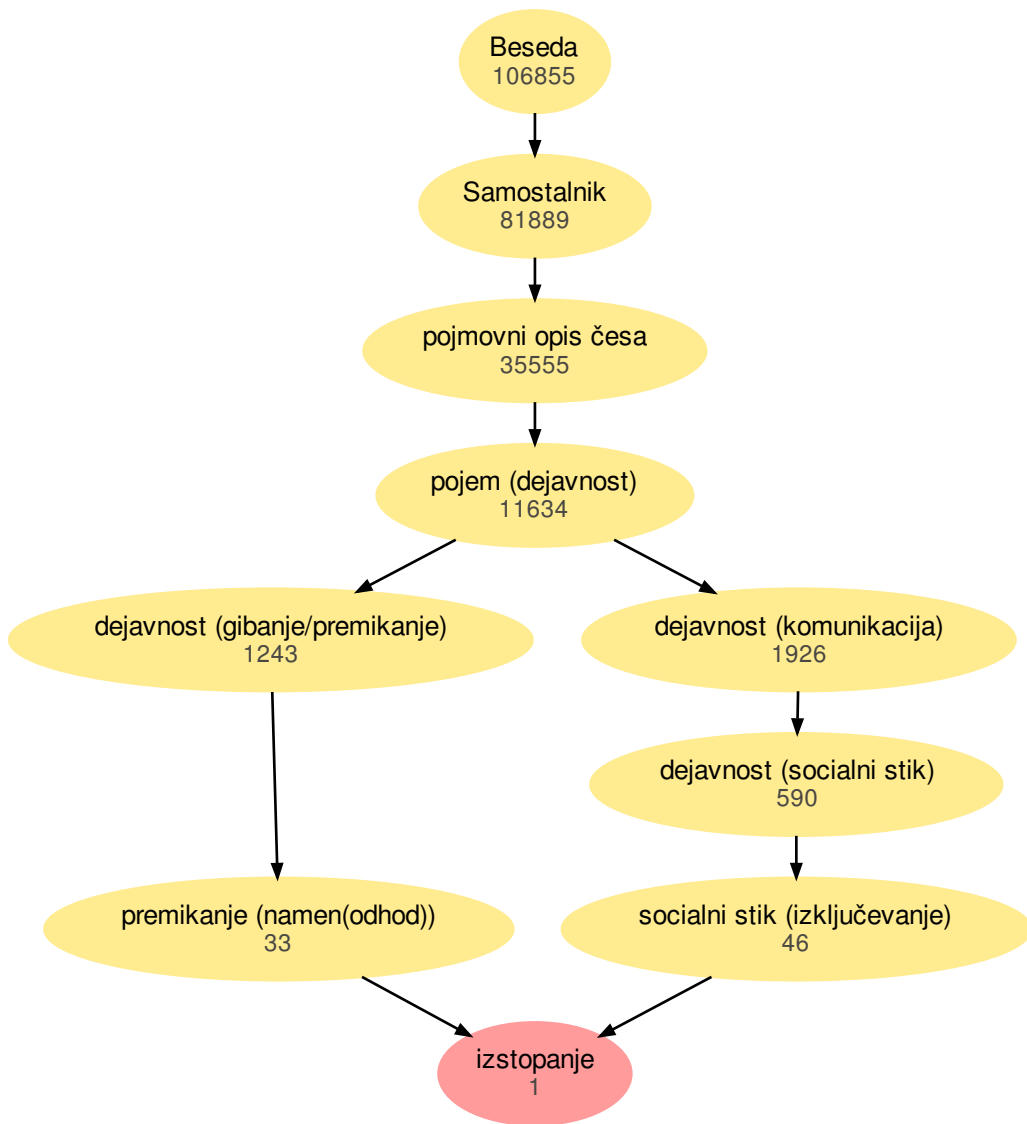 Beseda
106855
Samostalnik
81889
pojmovni opis česa
35555
pojem (dejavnost)
11634
dejavnost (gibanje/premikanje)
1243
dejavnost (komunikacija)
1926
dejavnost (socialni stik)
590
premikanje (namen(odhod))
33
socialni stik (izključevanje)
46
izstopanje
1